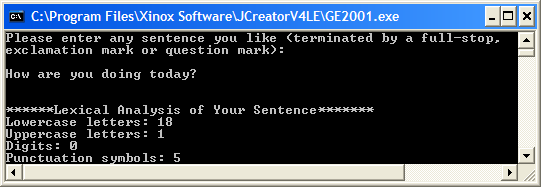 C:\Program Files\Xinox Software\JCreatorV4LE\GE2001.exe
Please enter any sentence you like (terminated by a full-stop,
exclamation mark or question mark):
How are you doing today?
******Lexical Analysis of Your Sentence*******
Lowercase letters: 18
Uppercase letters: 1
Digits: 0
Punctuation symbols: 5